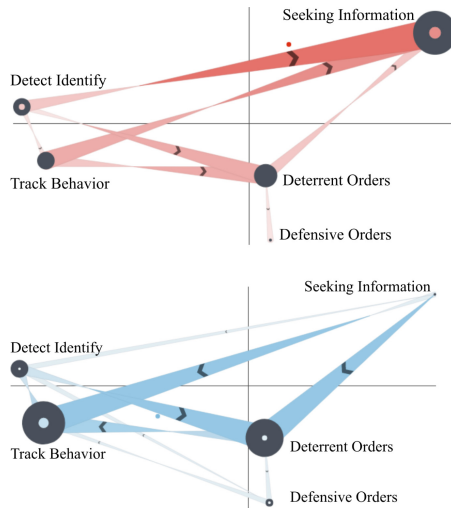 Seeking Information
Detect Identify
Track Behavior
Deterrent Orders
Defensive Orders
Seeking Information
Detect Identify
Track Behavior
Deterrent Orders
Defensive Orders